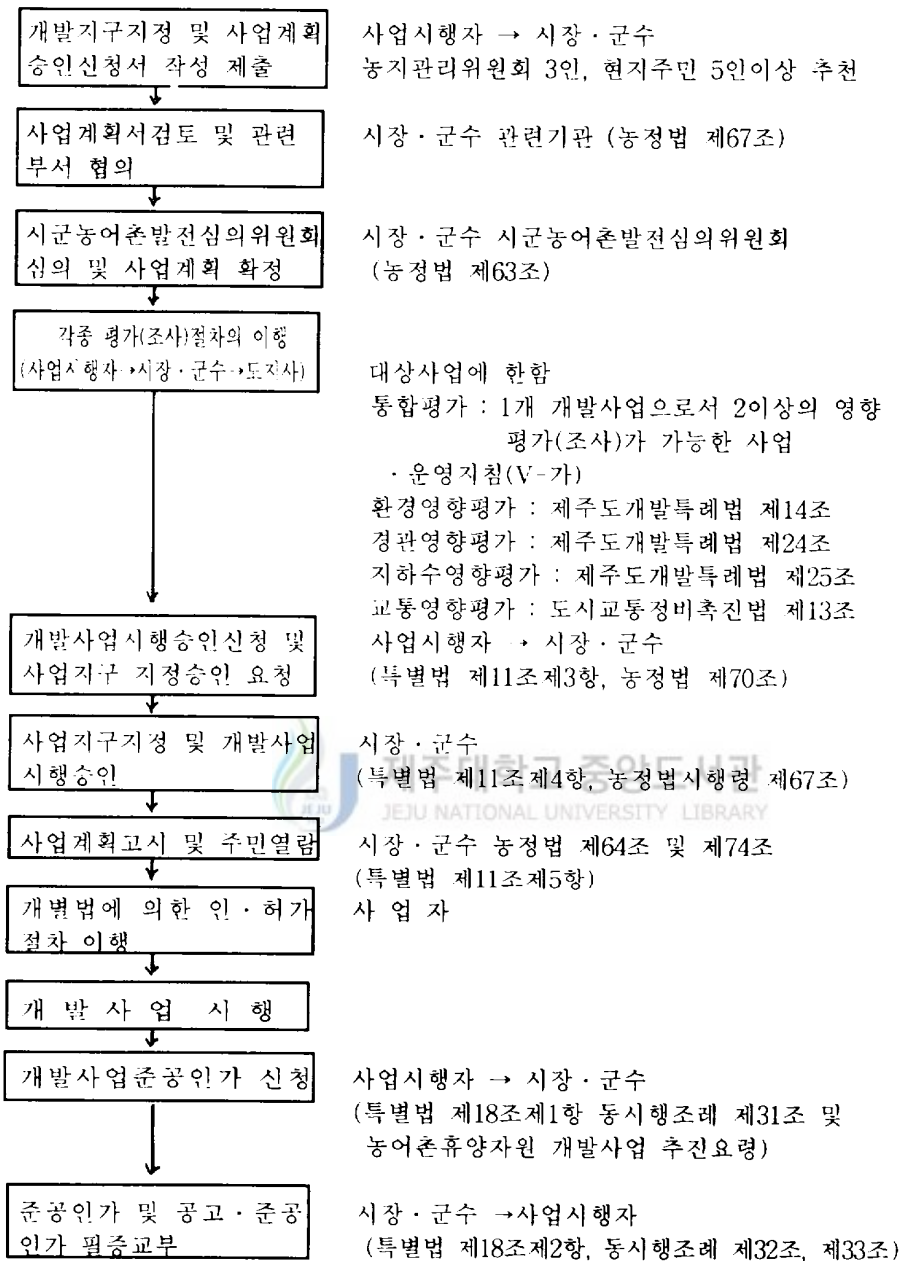 개발지구지정 및 사업계획
승인신청서 작성 제출
사업시행자 → 시장·군수
농지관리위원회 3인, 현지주민 5인이상 추천
사업계획서검토 및 관련
부서 협의
시장·군수 관련기관 (농정법 제67조)
시군농어촌발전심의위원회
심의 및 사업계획 확정
시장·군수 시군농어촌발전심의위원회
(농정법 제63조)
각종 평가(조사)절차의 이행
(사업시행자→시장·군수→도지사)
대상사업에 한함
통합평가 : 1개 개발사업으로서 2이상의 영향
평가(조사)가 가능한 사업
·운영지침(V-가)
환경영향평가 : 제주도개발특례법 제14조
경관영향평가 : 제주도개발특례법 제24조
지하수영향평가 : 제주도개발특례법 제25조
교통영향평가 : 도시교통정비촉진법 제13조
개발사업시행승인신청 및
사업지구 지정승인 요청
사업시행자 → 시장·군수
(특별법 제11조제3항, 농정법 제70조)
사업지구지정 및 개발사업
시행승인
시장·군수
(특별법 제11조제4항, 농정법시행령 제67조)
제주대학교 중앙도서관
JEJU NATIONAL UNIVERSITY LIBRARY
JEJU
사업계획고시 및 주민열람
시장·군수 농정법 제64조 및 제74조
(특별법 제11조제5항)
개별법에 의한 인·허가
절차 이행
사 업 자
개 발 사 업 시 행
개발사업준공인가 신청
사업시행자 → 시장·군수
(특별법 제18조제1항 동시행조례 제31조 및
농어촌휴양자원 개발사업 추진요령)
준공인가 및 공고·준공
인가 필증교부
시장·군수 →사업시행자
(특별법 제18조제2항, 동시행조례 제32조, 제33조)